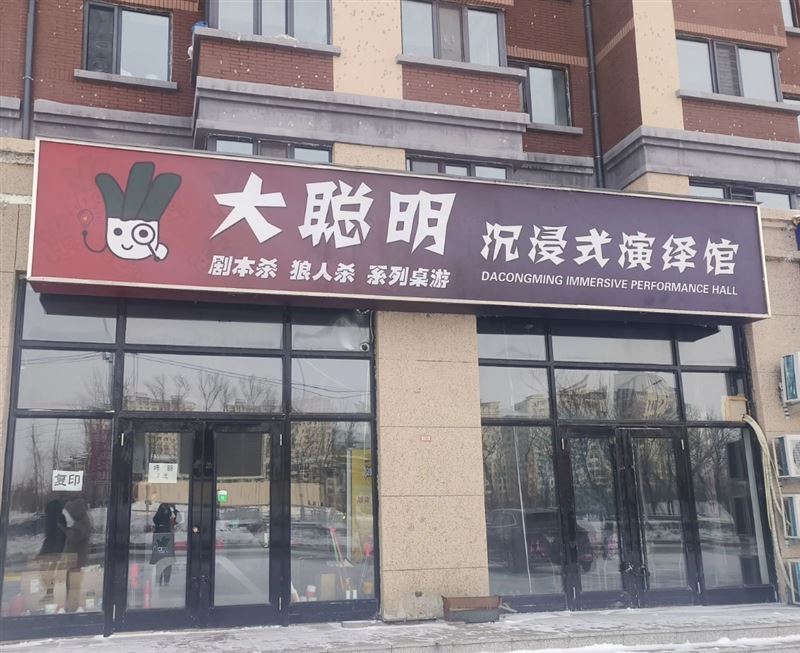 大聪明
剧本杀 狼人杀 系列桌游
沉浸式演绎馆
DACONGMING IMMERSIVE PERFORMANCE HALL
复印